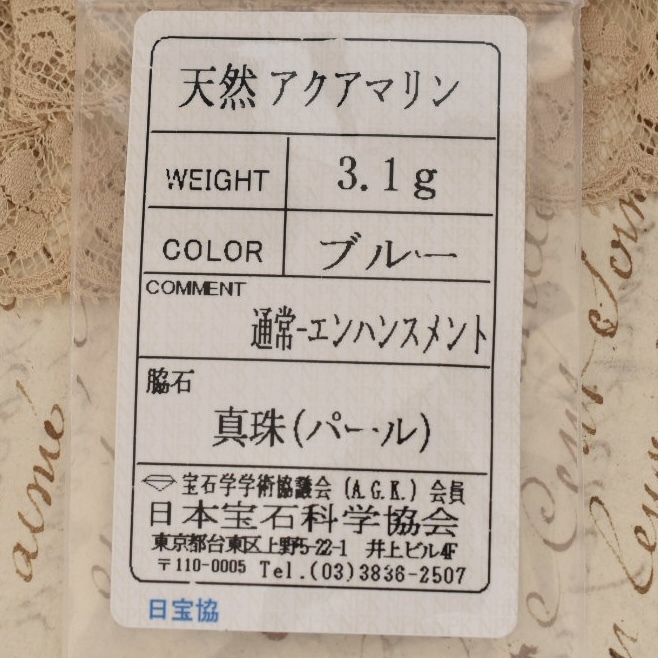 天然 アクアマリン
WEIGHT 3.1g
COLOR ブルー
COMMENT
通常-エンハンスメント
脇石
真珠(パール)
宝石学学術協議会(A.G.K.)会員
日本宝石科学協会
東京都台東区上野5-22-1 井上ビル4F
〒110-0005 Tel.(03)3836-2507
日宝協